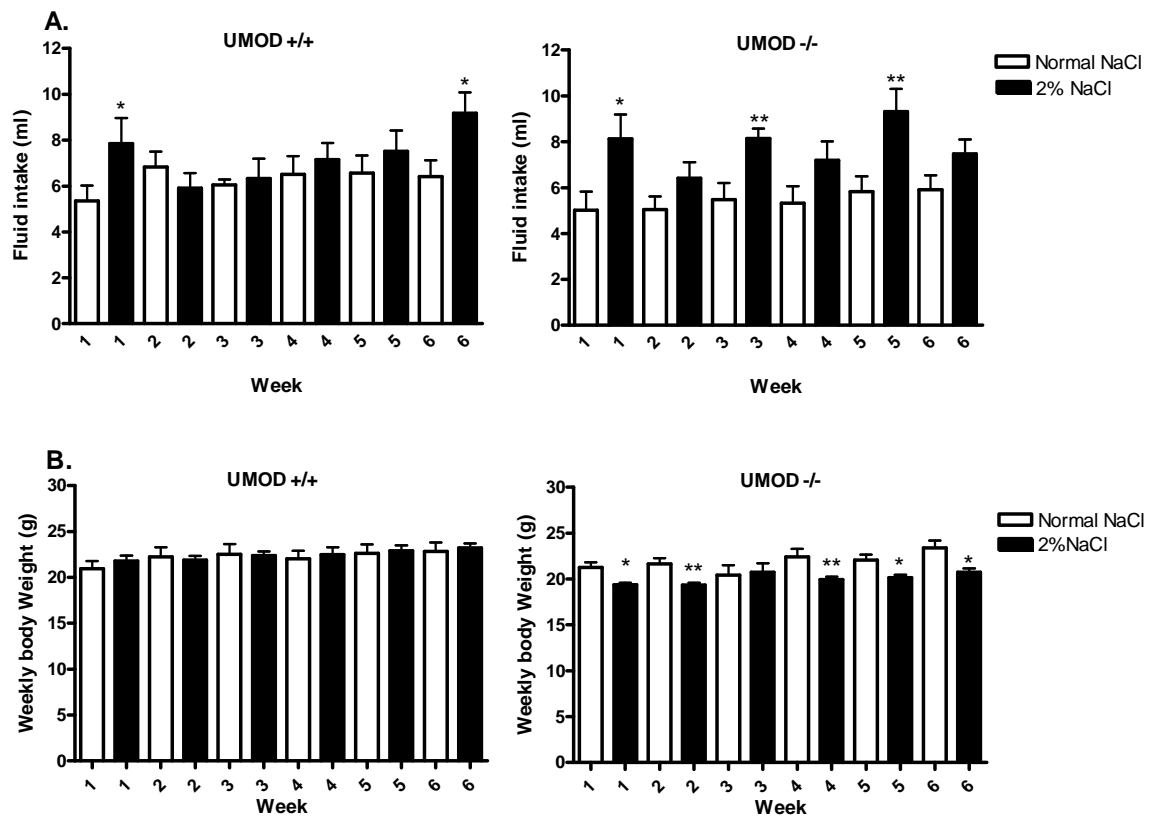 A.
UMOD +/+
UMOD -/-
Normal NaCl
2% NaCl
Fluid intake (ml)
12
10
8
6
4
2
0
* *
1 1 2 2 3 3 4 4 5 5 6 6
Week
Fluid intake (ml)
12
10
8
6
4
2
0
* ** **
1 1 2 2 3 3 4 4 5 5 6 6
Week
B.
UMOD +/+
UMOD -/-
Normal NaCl
2%NaCl
Weekly body Weight (g)
30
25
20
15
10
5
0
1 1 2 2 3 3 4 4 5 5 6 6
Week
Weekly body Weight (g)
30
25
20
15
10
5
0
* ** ** * *
1 1 2 2 3 3 4 4 5 5 6 6
Week